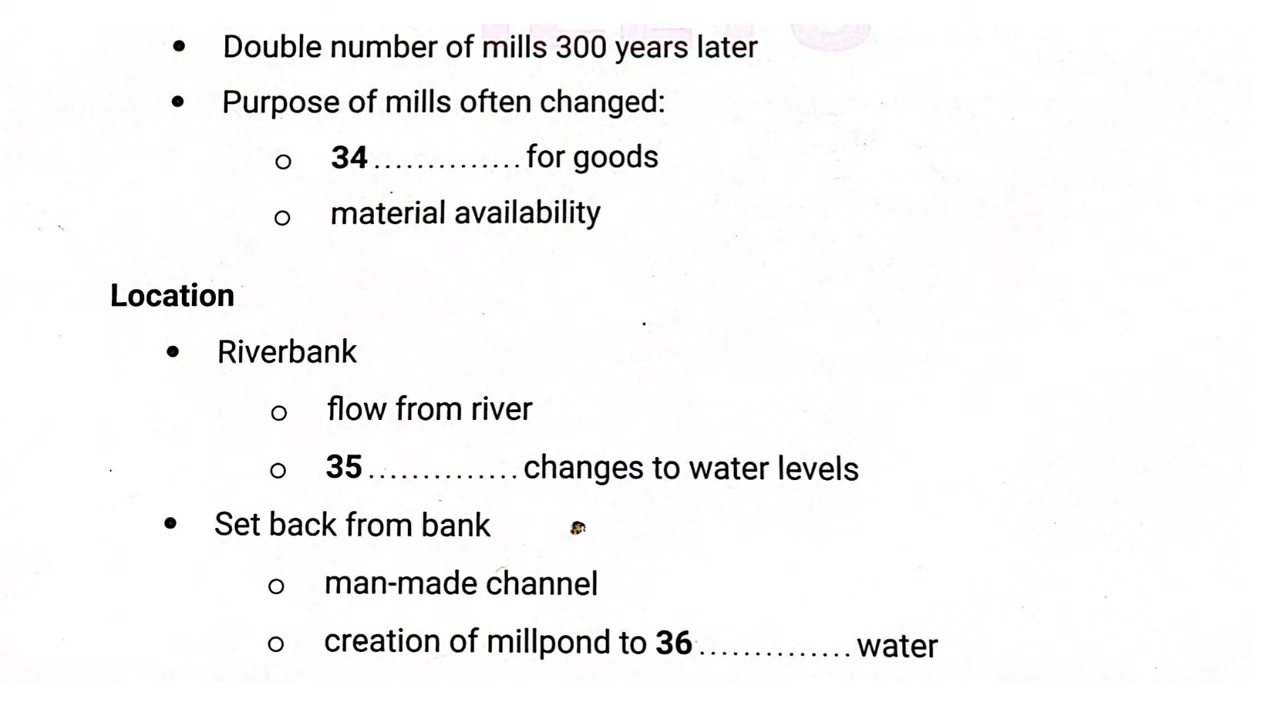 • Double number of mills 300 years later
• Purpose of mills often changed:
o 34.............. for goods
o material availability
Location
• Riverbank
o flow from river
o 35.............. changes to water levels
• Set back from bank
o man-made channel
o creation of millpond to 36.............. water